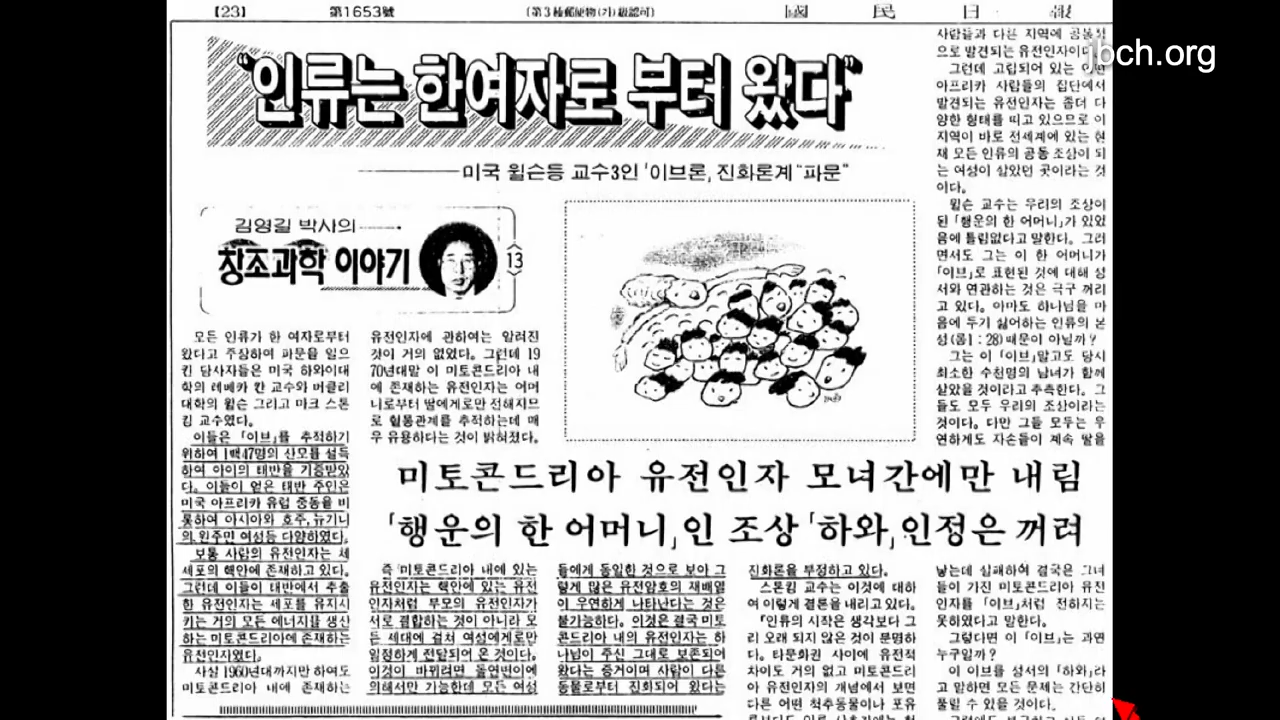 【23】 第1653號 (第3種郵便物(가)級認可) 國民日報
jbch.org
"인류는 한여자로 부터 왔다"
미국 윌슨등 교수3인「이브론」진화론계 "파문"
김영길 박사의
창조과학 이야기
13
모든 인류가 한 여자로부터
왔다고 주장하여 파문을 일으
킨 당사자들은 미국 하와이대
학의 레베카 칸 교수와 버클리
대학의 윌슨 그리고 마크 스톤
킹 교수였다.
이들은「이브」를 추적하기
위하여 1백47명의 산모를 설득
하여 아이의 태반을 기증받았
다. 이들이 얻은 태반 주인은
미국 아프리카 유럽 중동을 비
롯하여 아시아와 호주, 뉴기니
의 원주민 여성등 다양하였다.
보통 사람의 유전인자는 세
세포의 핵안에 존재하고 있다.
그런데 이들이 태반에서 추출
한 유전인자는 세포를 유지시
키는 거의 모든 에너지를 생산
하는 미토콘드리아에 존재하는
유전인자였다.
사실 1960년대까지만 하여도
미토콘드리아 내에 존재하는
유전인자에 관하여는 알려진
것이 거의 없었다. 그런데 19
70년대말 이 미토콘드리아 내
에 존재하는 유전인자는 어머
니로부터 딸에게로만 전해지므
로 혈통관계를 추적하는데 매
우 유용하다는 것이 밝혀졌다.
미토콘드리아 유전인자 모녀간에만 내림
「행운의 한 어머니」인 조상「하와」인정은 꺼려
즉 미토콘드리아 내에 있는
유전인자는 핵안에 있는 유전
인자처럼 부모의 유전인자가
서로 결합하는 것이 아니라 모
든 세대에 걸쳐 여성에게로만
일정하게 전달되어 온 것이다.
이것이 바뀌려면 돌연변이에
의해서만 가능한데 모든 여성
들에게 동일한 것으로 보아 그
렇게 많은 유전암호의 재배열
이 우연하게 나타난다는 것은
불가능하다. 이것은 결국 미토
콘드리아 내의 유전인자는 하
나님이 주신 그대로 보존되어
왔다는 증거이며 사람이 다른
동물로부터 진화되어 있다는
진화론을 부정하고 있다.
스톤킹 교수는 이것에 대하
여 이렇게 결론을 내리고 있다.
「인류의 시작은 생각보다 그
리 오래 되지 않은 것이 분명하
다. 타문화권 사이에 유전적
차이도 거의 없고 미토콘드리
아 유전인자의 개념에서 보면
다른 어떤 척추동물이나 포유
사람들과 다른 지역에 공통적
으로 발견되는 유전인자이다.
그런데 고립되어 있는 어떤
아프리카 사람들의 집단에서
발견되는 유전인자는 좀더 다
양한 형태를 띠고 있으므로 이
지역이 바로 전세계에 있는 현
재 모든 인류의 공동 조상이 되
는 여성이 살았던 곳이라는 것
이다.
윌슨 교수는 우리의 조상이
된「행운의 한 어머니」가 있었
음에 틀림없다고 말한다. 그러
면서도 그는 이 한 어머니가
「이브」로 표현된 것에 대해 성
서와 연관하는 것은 극구 꺼리
고 있다. 아마도 하나님을 마
음에 두기 싫어하는 인류의 본
성(롬1:28)때문이 아닐까?
그는 이「이브」말고도 당시
최소한 수천명의 남녀가 함께
살았을 것이라고 추측한다. 그
들도 모두 우리의 조상이라는
것이다. 다만 그들 모두는 우
연하게도 자손들이 계속 딸을
낳는데 실패하여 결국은 그녀
들이 가진 미토콘드리아 유전
인자를「이브」처럼 전하지는
못하였다고 말한다.
그렇다면 이「이브」는 과연
누구일까?
이 이브를 성서의「하와」라
고 말하면 모든 문제는 간단히
풀릴 수 있을 것이다.